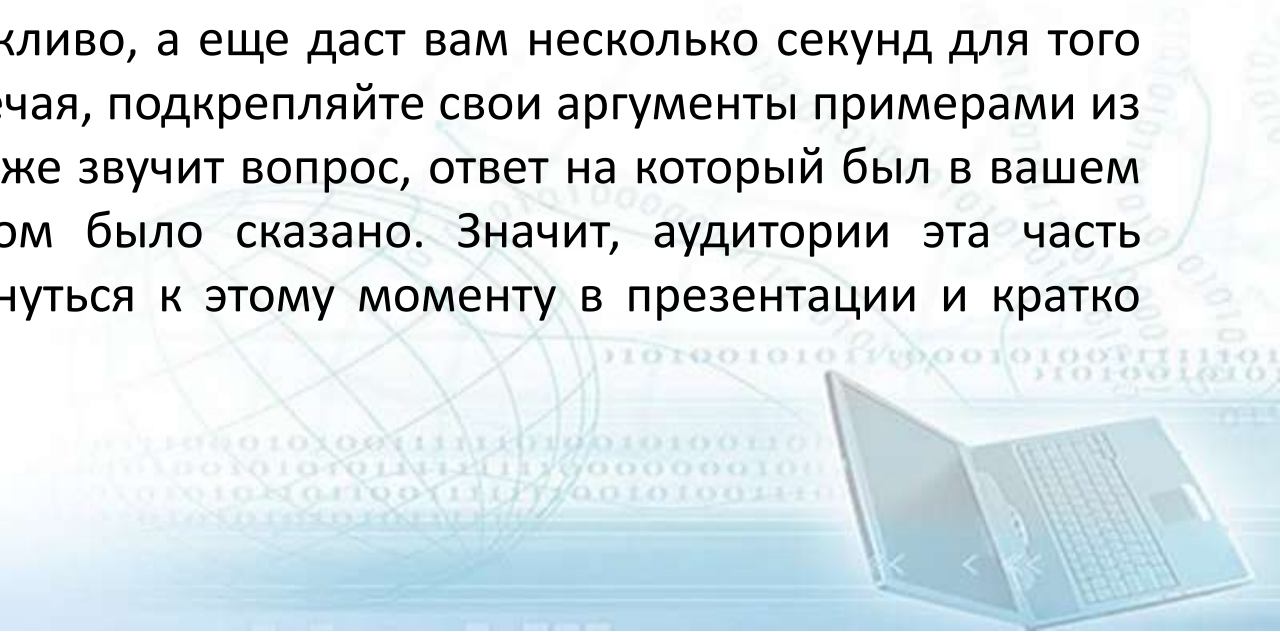 кливо, а еще даст вам несколько секунд для того
ечая, подкрепляйте свои аргументы примерами из
же звучит вопрос, ответ на который был в вашем
ом было сказано. Значит, аудитории эта часть
нуться к этому моменту в презентации и кратко